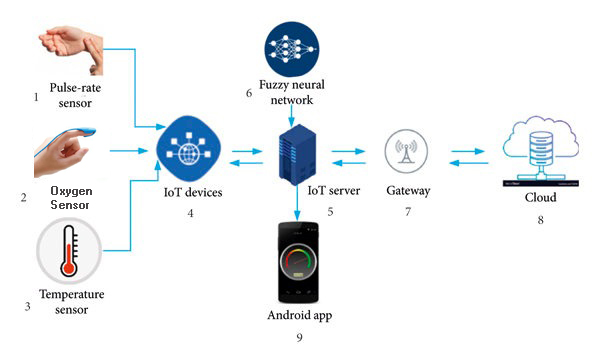 Fuzzy neural
network
6
Pulse-rate
sensor
1
Oxygen
Sensor
2
IoT devices
4
IoT server
5
Gateway
7
Cloud
8
Temperature
sensor
3
Android app
9